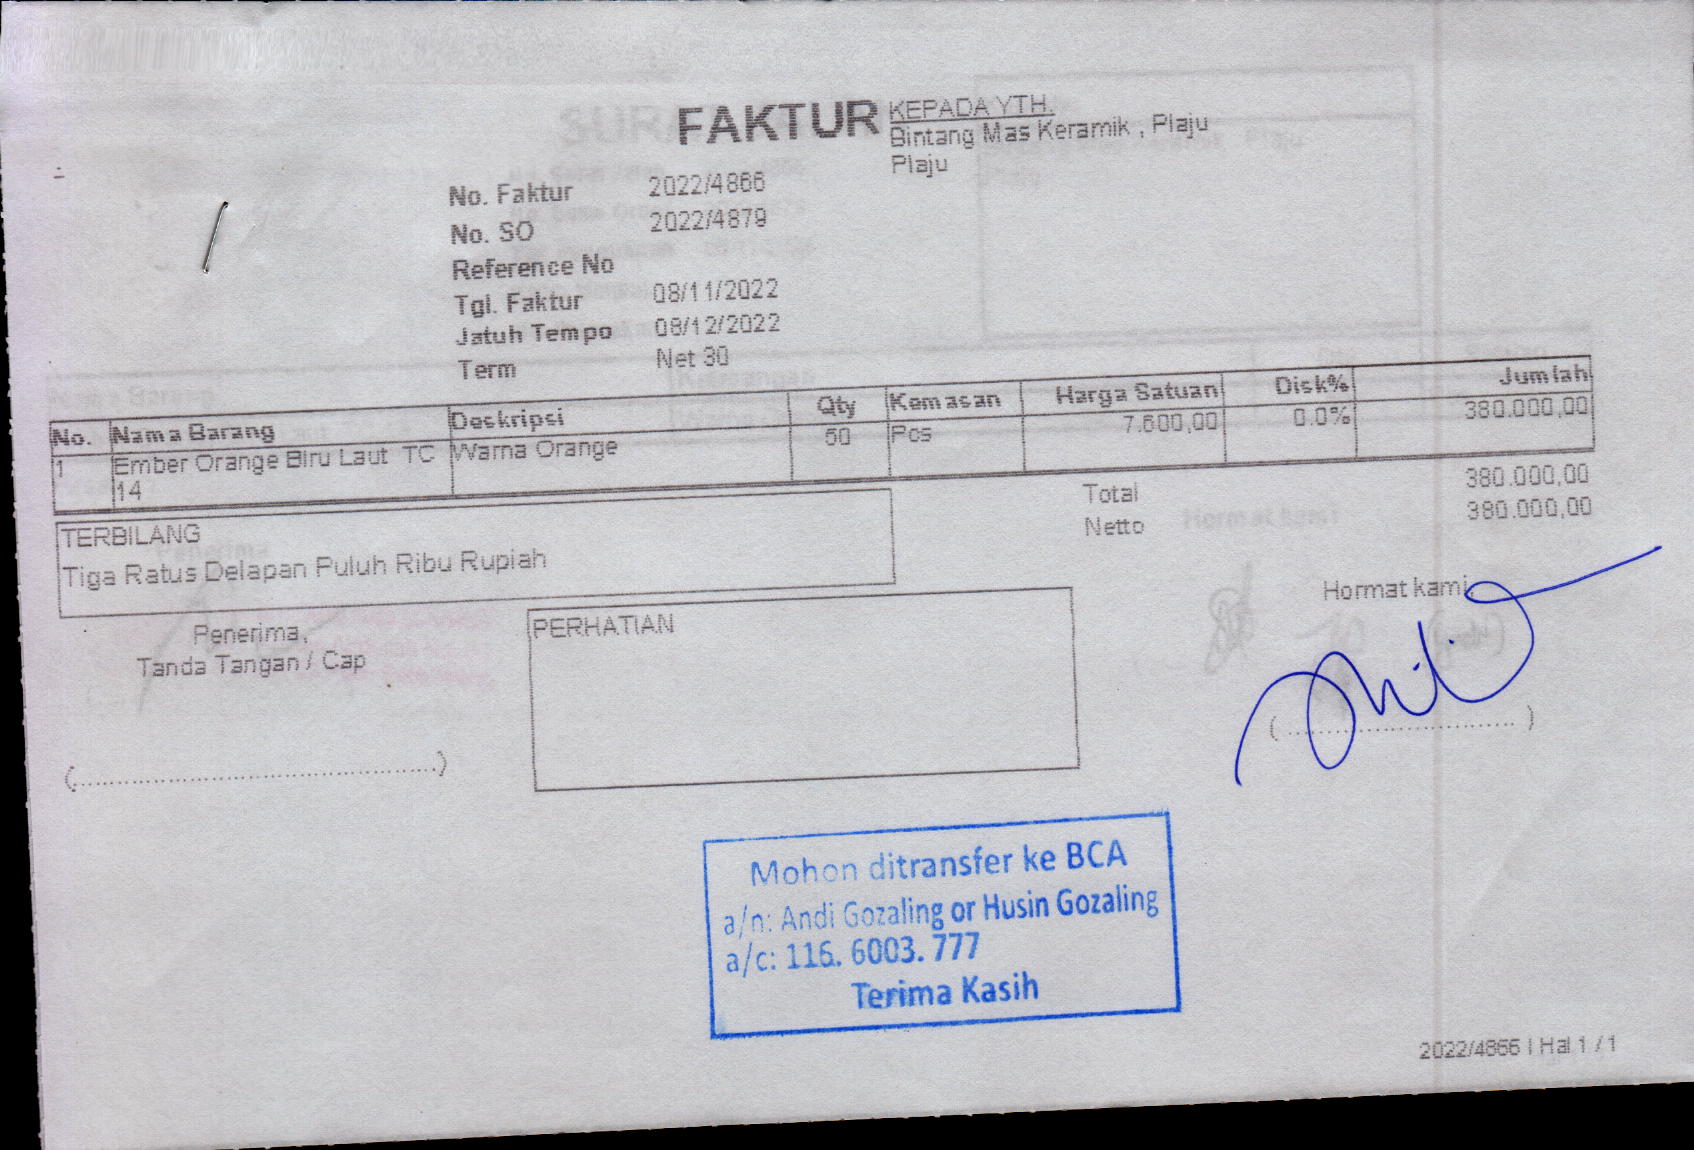 FAKTUR
KEPADA YTH.
Bintang Mas Keramik , Plaju
Plaju
No. Faktur 2022/4866
No. SO 2022/4879
Reference No
Tgl. Faktur 08/11/2022
Jatuh Tempo 08/12/2022
Term Net 30
No. Nama Barang Deskripsi Qty Kemasan Harga Satuan Disk% Jumlah
1 Ember Orange Biru Laut TC Warna Orange 50 Pcs 7.600,00 0.0% 380.000,00
14
Total 380.000,00
Netto 380.000,00
TERBILANG
Tiga Ratus Delapan Puluh Ribu Rupiah
Penerima,
Tanda Tangan / Cap
(................................................)
PERHATIAN
Hormat kami,
(..............................)
Mohon ditransfer ke BCA
a/n: Andi Gozaling or Husin Gozaling
a/c: 116. 6003. 777
Terima Kasih
2022/4866 | Hal 1 / 1